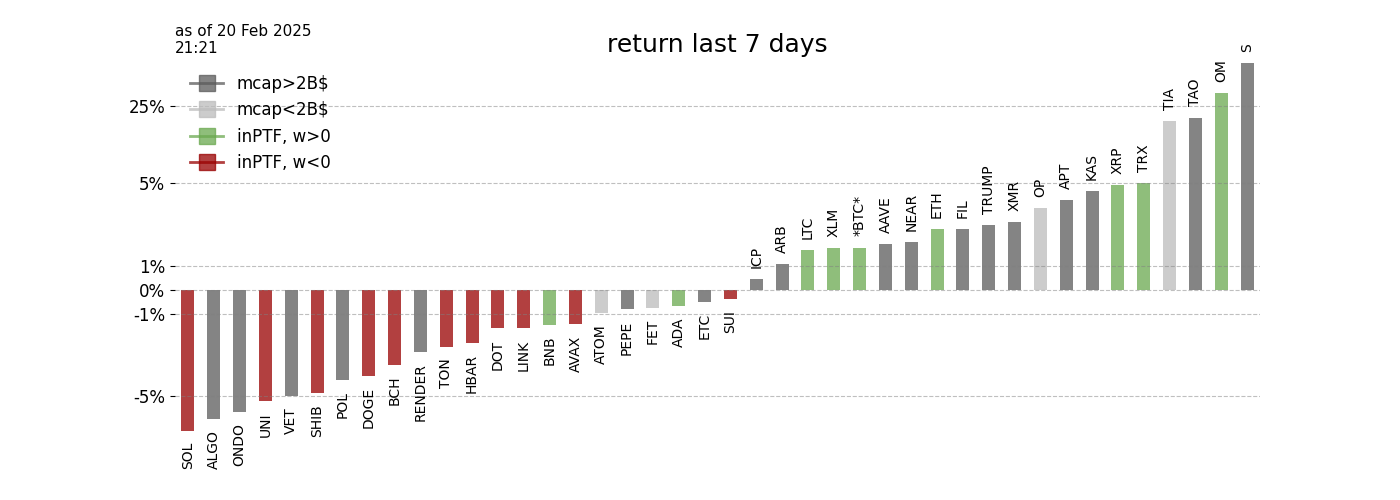 as of 20 Feb 2025
21:21
return last 7 days
mcap>2B$
mcap<2B$
inPTF, w>0
inPTF, w<0
25%
5%
1%
0%
-1%
-5%
SOL
ALGO
ONDO
UNI
VET
SHIB
POL
DOGE
BCH
RENDER
TON
HBAR
DOT
LINK
BNB
AVAX
ATOM
PEPE
FET
ADA
ETC
SUI
ICP
ARB
LTC
XLM
*BTC*
AAVE
NEAR
ETH
FIL
TRUMP
XMR
OP
APT
KAS
XRP
TRX
TIA
TAO
OM
S